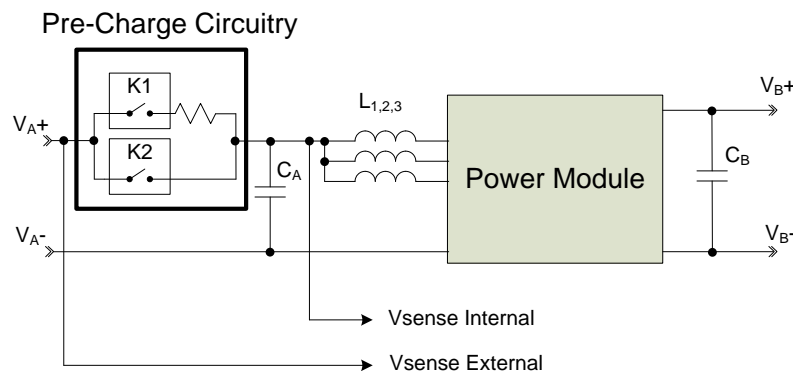 Pre-Charge Circuitry
K1
K2
VA+
VA-
CA
L1,2,3
Power Module
CB
VB+
VB-
Vsense Internal
Vsense External